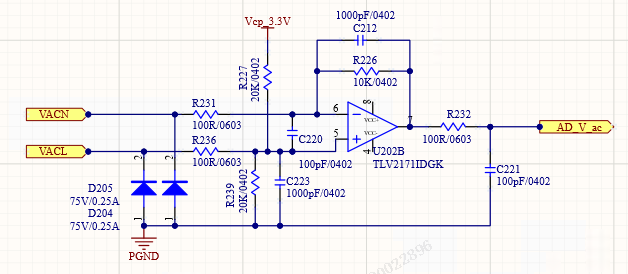 Vcp_3.3V
1000pF/0402
C212
R227
20K/0402
R226
10K/0402
VACN
R231
100R/0603
6
8
VCC+
7
R232
100R/0603
AD_V_ac
VACL
R236
100R/0603
C220
100pF/0402
5
VCC-
4
U202B
TLV2171IDGK
2
2
D205
75V/0.25A
D204
75V/0.25A
1
1
R239
20K/0402
C223
1000pF/0402
C221
100pF/0402
PGND